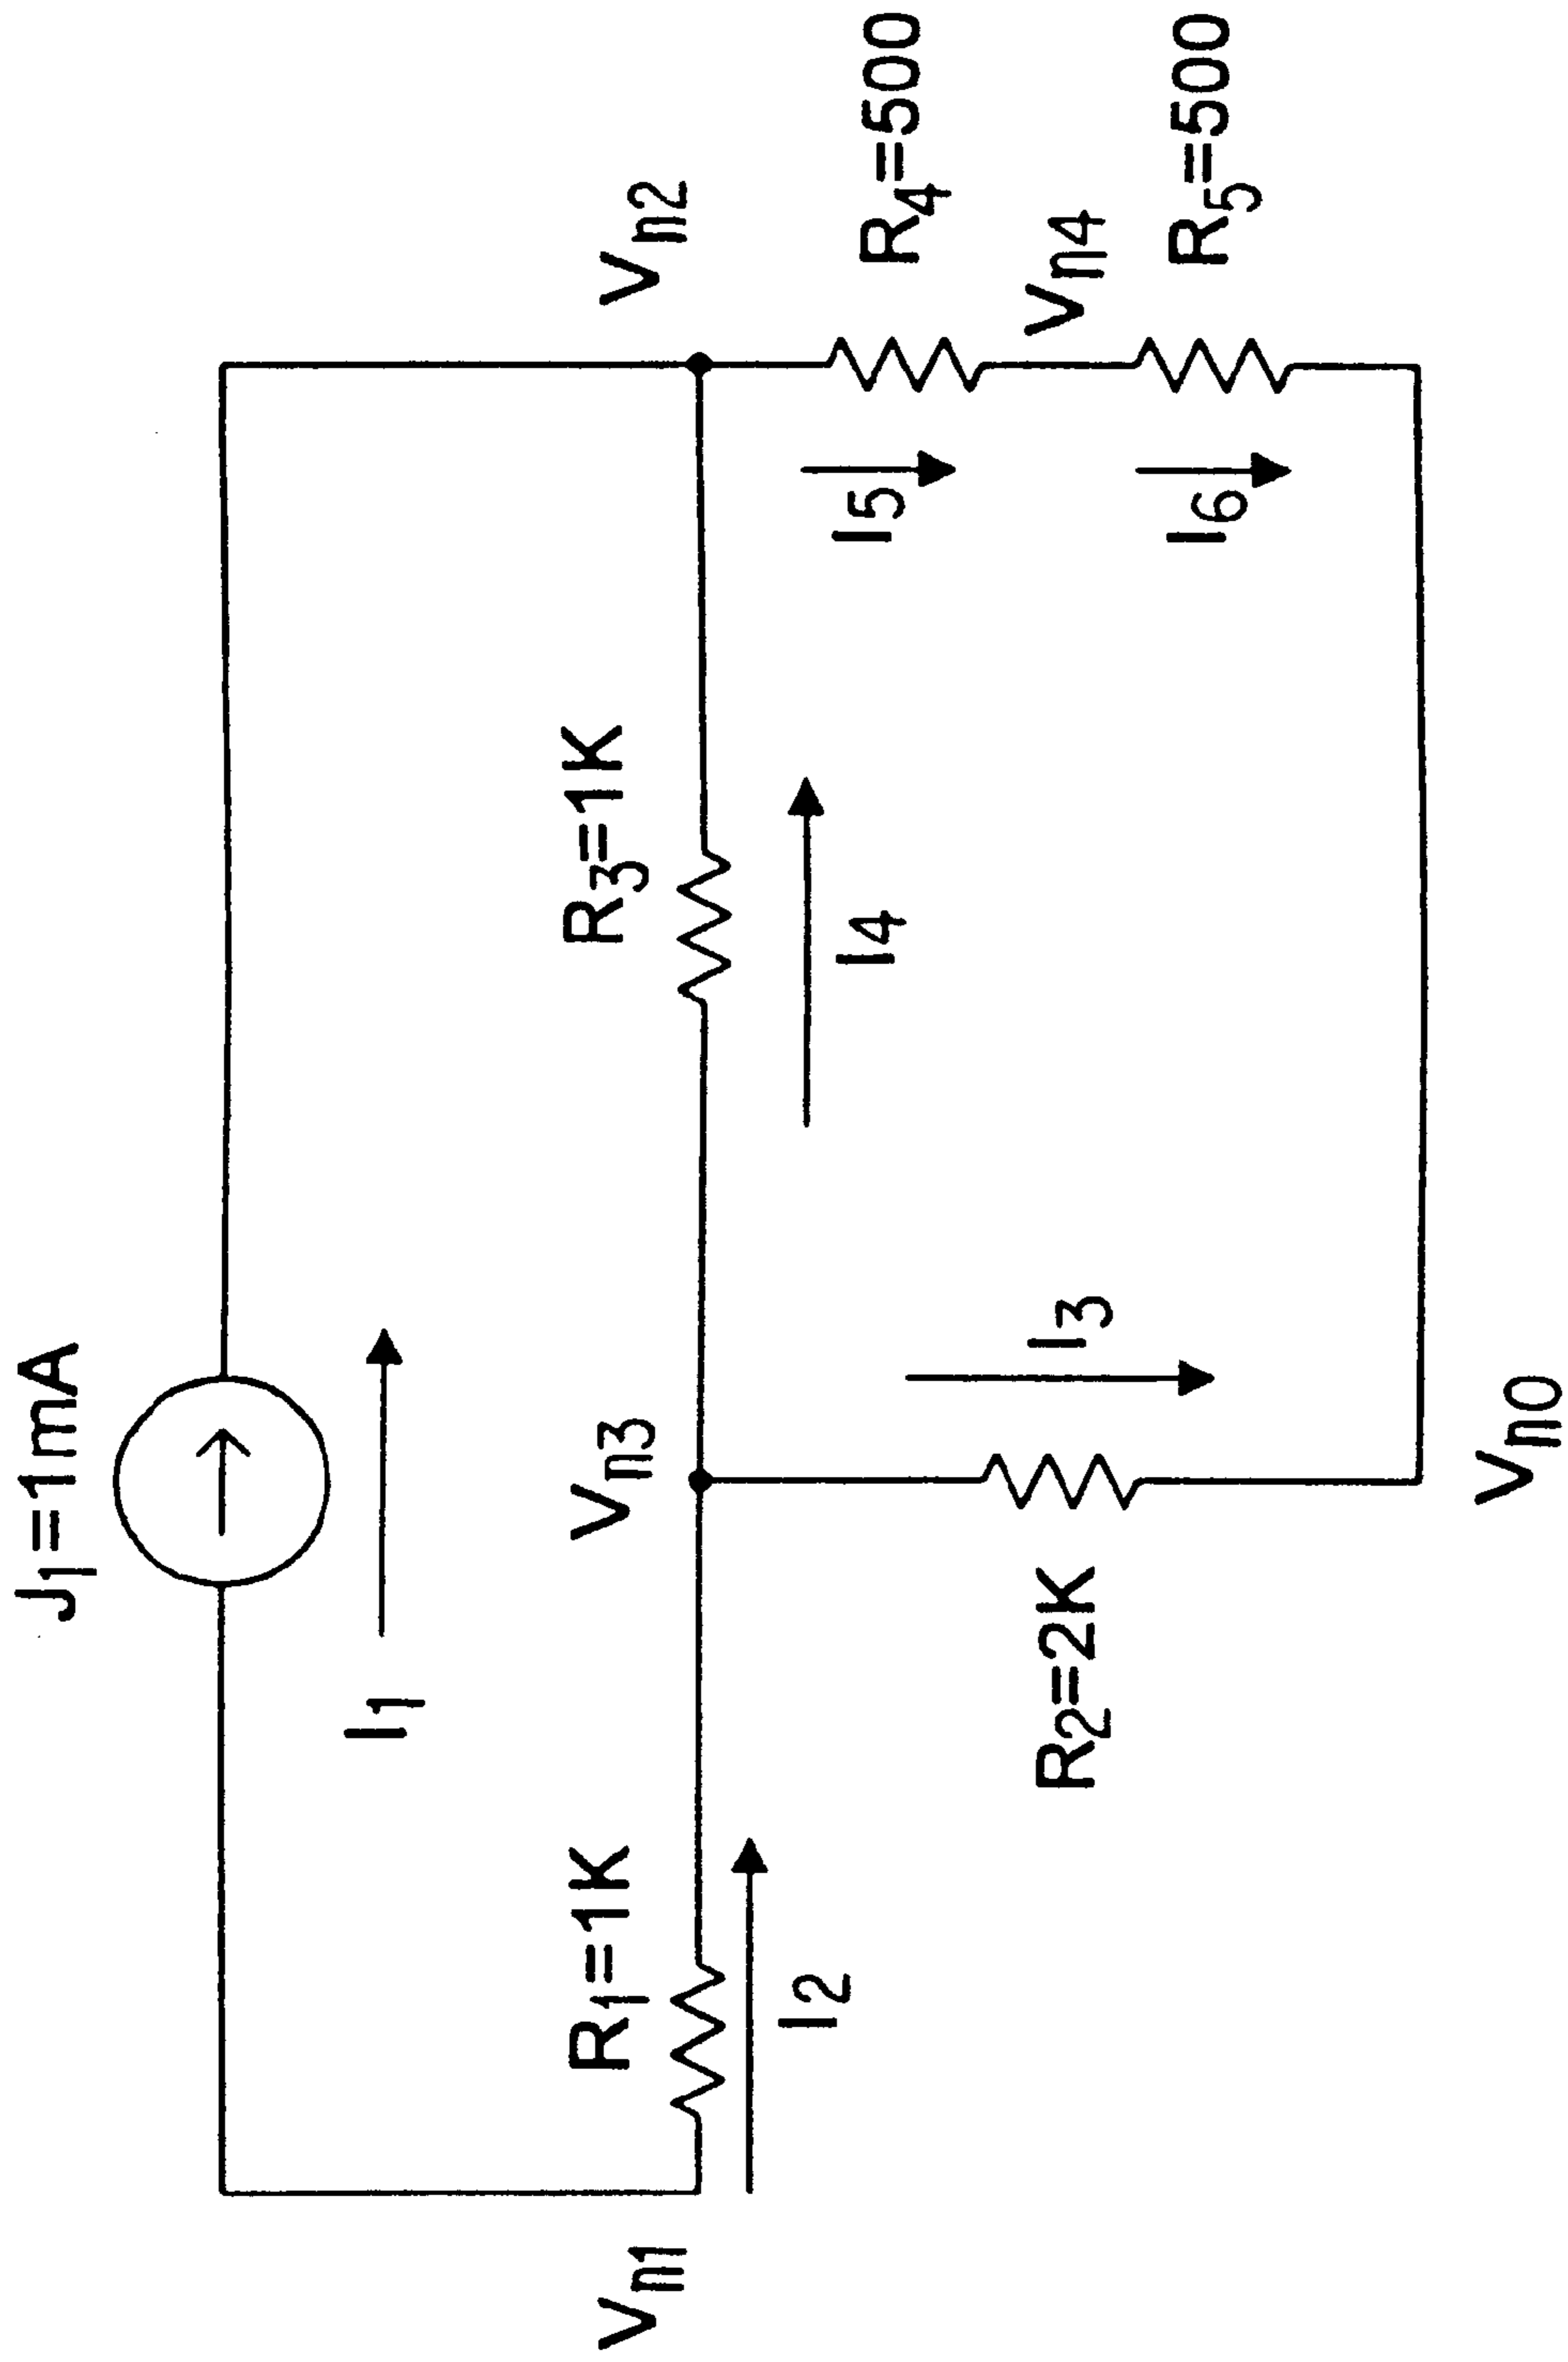 J1=1mA
I1
Vn1
R1=1K
Vn3
R3=1K
Vn2
I2
I4
I5
R4=500
Vn4
R2=2K
I3
I6
R5=500
Vn0